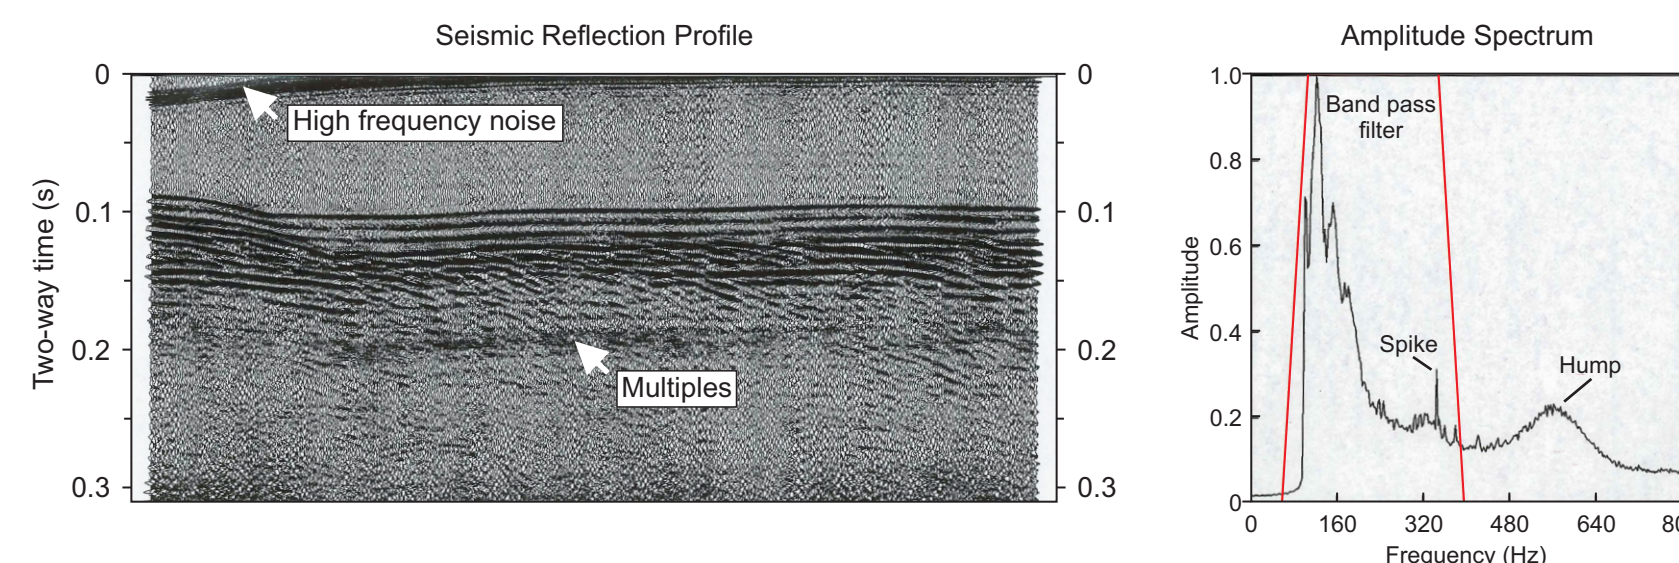 Seismic Reflection Profile
0
0
High frequency noise
0.1
0.1
Two-way time (s)
0.2
0.2
Multiples
0.3
0.3
Amplitude Spectrum
1.0
Band pass
filter
0.8
0.6
Amplitude
0.4
Spike
Hump
0.2
0
0
160
320
480
640
80
Frequency (Hz)